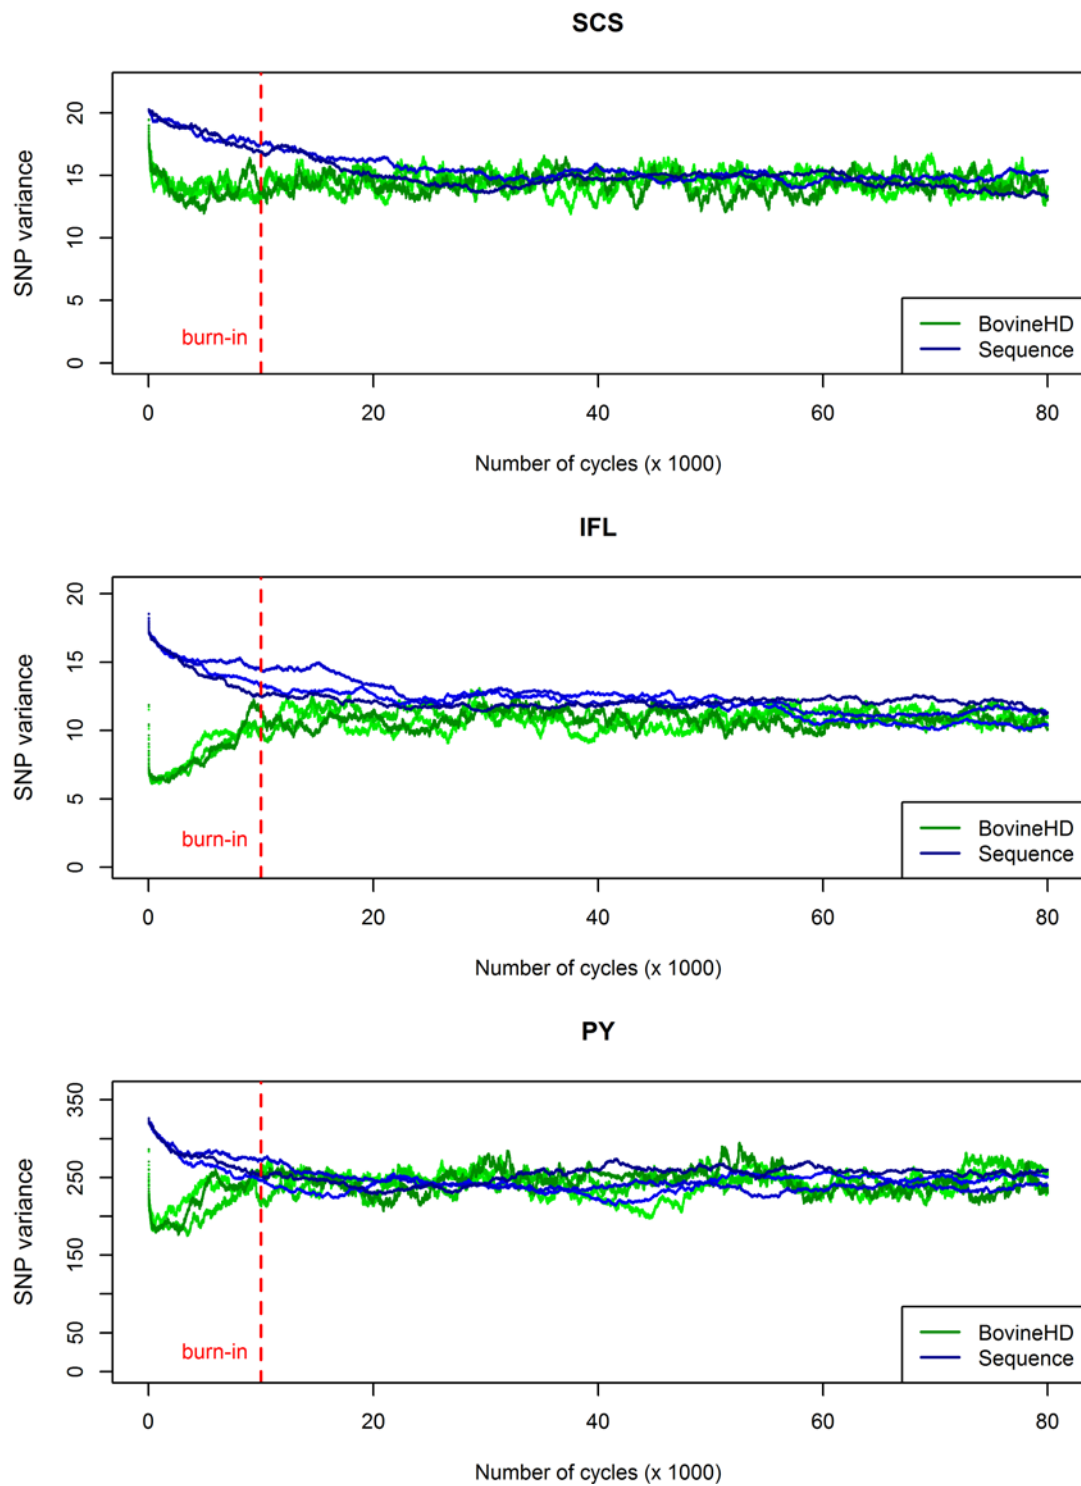 SCS
20
15
10
5
0
SNP variance
burn-in
BovineHD
Sequence
0 20 40 60 80
Number of cycles (x 1000)
IFL
20
15
10
5
0
SNP variance
burn-in
BovineHD
Sequence
0 20 40 60 80
Number of cycles (x 1000)
PY
350
250
150
50
0
SNP variance
burn-in
BovineHD
Sequence
0 20 40 60 80
Number of cycles (x 1000)